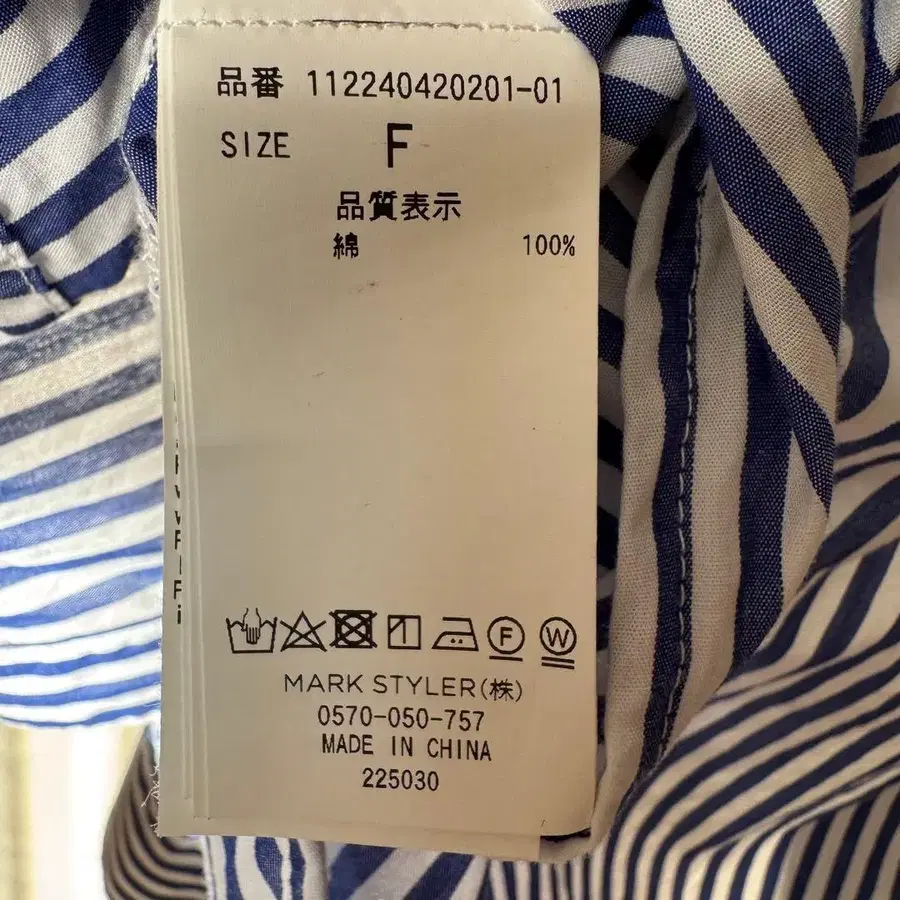 品番 112240420201-01
SIZE F
品質表示
綿 100%
F W
MARK STYLER(株)
0570-050-757
MADE IN CHINA
225030